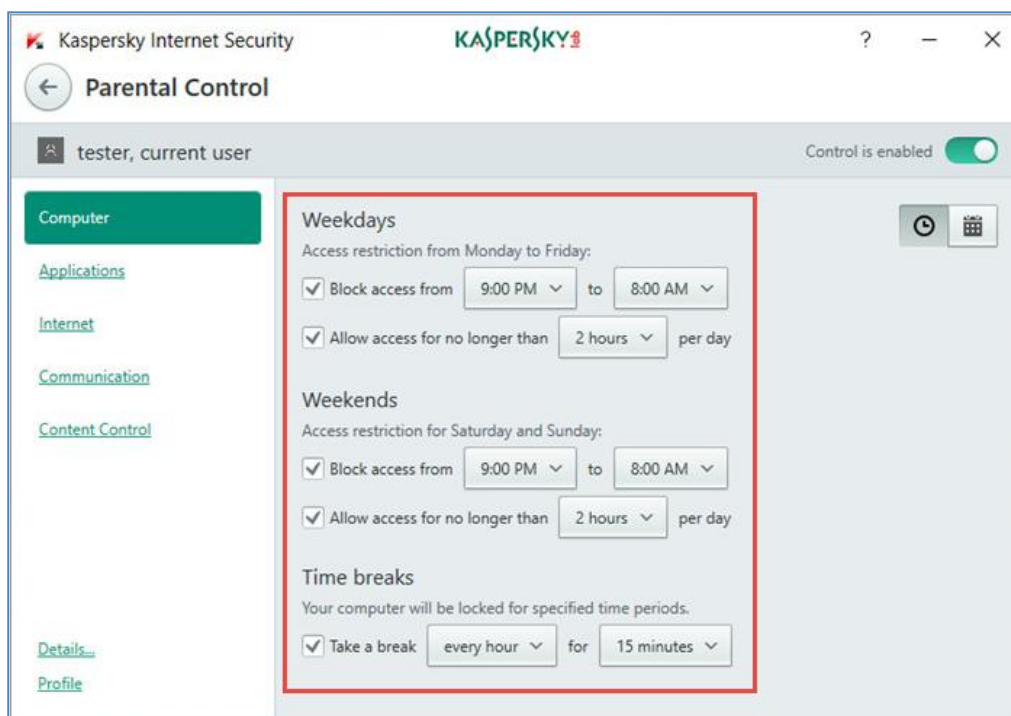 Kaspersky Internet Security
KASPERSKY lab
?
Parental Control
tester, current user
Control is enabled
Computer
Applications
Internet
Communication
Content Control
Details...
Profile
Weekdays
Access restriction from Monday to Friday:
Block access from 9:00 PM to 8:00 AM
Allow access for no longer than 2 hours per day
Weekends
Access restriction for Saturday and Sunday:
Block access from 9:00 PM to 8:00 AM
Allow access for no longer than 2 hours per day
Time breaks
Your computer will be locked for specified time periods.
Take a break every hour for 15 minutes